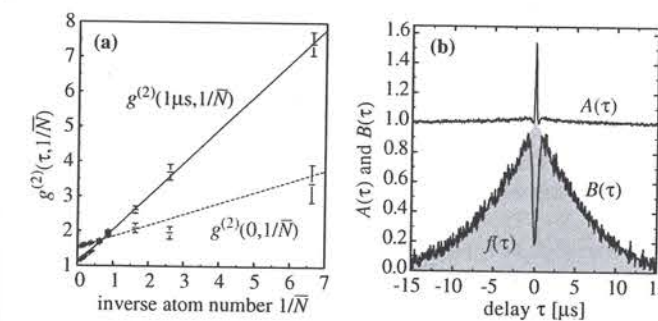 (a)
g⁽²⁾(τ,1/N̅)
8
7
6
5
4
3
2
1
g⁽²⁾(1μs,1/N̅)
g⁽²⁾(0,1/N̅)
0 1 2 3 4 5 6 7
inverse atom number 1/N̅
(b)
A(τ) and B(τ)
1.6
1.4
1.2
1.0
0.8
0.6
0.4
0.2
0.0
A(τ)
B(τ)
f(τ)
-15 -10 -5 0 5 10 15
delay τ [μs]